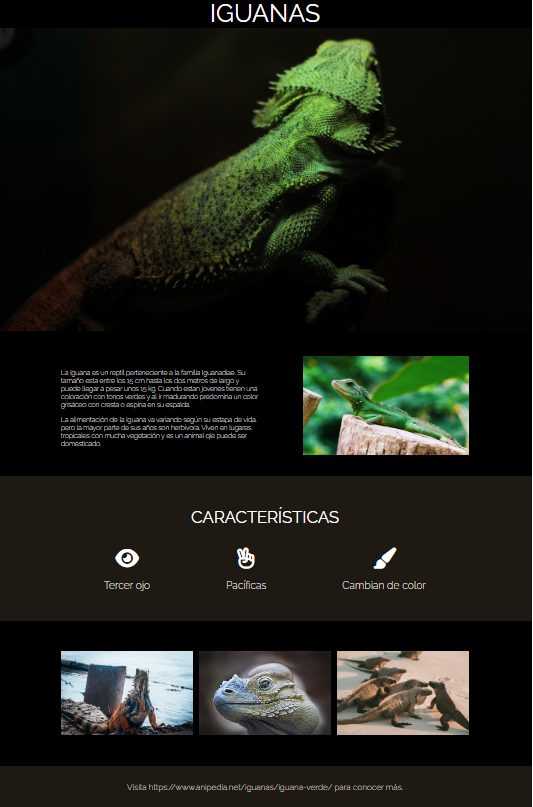 IGUANAS
La iguana es un reptil perteneciente a la familia Iguanadiae. Su
tamaño esta entre los 15 cm hasta los dos metros de largo y
puede llegar a pesar unos 15 kg. Cuando estan jovenes tienen una
coloración con tonos verdes y al ir madurando predomina un color
grisáceo con cresta o espina en su espalda.
La alimentación de la iguana va variando según su estapa de vida,
pero la mayor parte de sus años son herbívora. Viven en lugares
tropicales con mucha vegetación y es un animal qie puede ser
domesticado.
CARACTERÍSTICAS
Tercer ojo
Pacíficas
Cambian de color
Visita https://www.anipedia.net/iguanas/iguana-verde/ para conocer más.